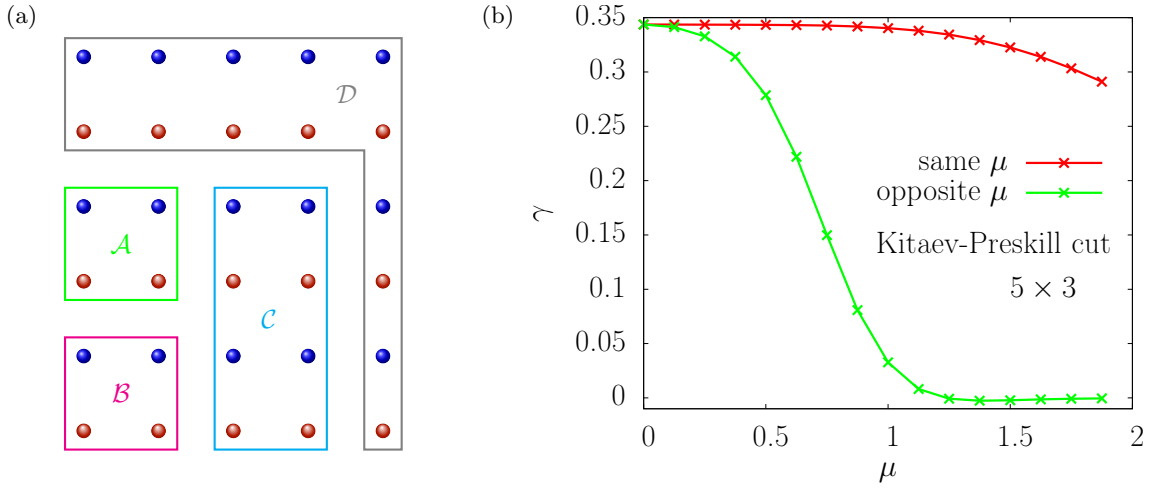 (a)
D
A
C
B
(b)
0.35
0.3
0.25
0.2
0.15
0.1
0.05
0
γ
same μ
opposite μ
Kitaev-Preskill cut
5 × 3
0 0.5 1 1.5 2
μ